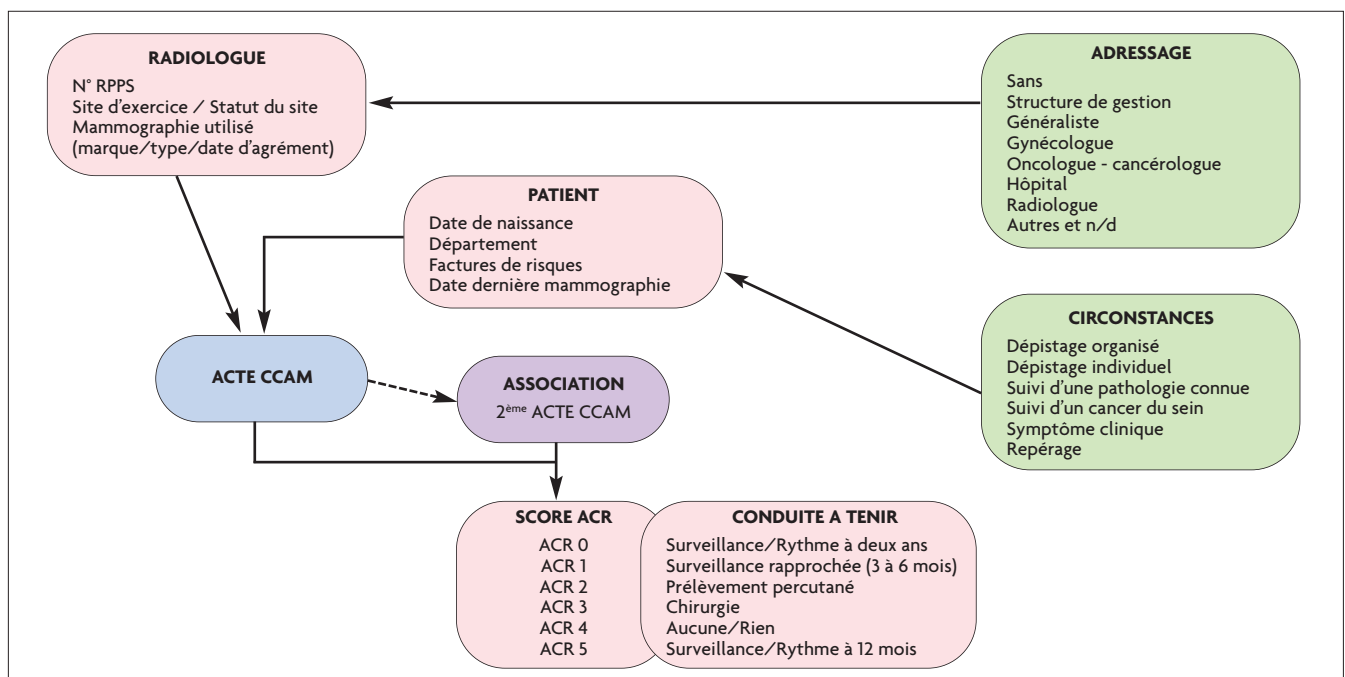 RADIOLOGUE
N° RPPS
Site d'exercice / Statut du site
Mammographie utilisé
(marque/type/date d'agrément)
ADRESSAGE
Sans
Structure de gestion
Généraliste
Gynécologue
Oncologue - cancérologue
Hôpital
Radiologue
Autres et n/d
PATIENT
Date de naissance
Département
Factures de risques
Date dernière mammographie
CIRCONSTANCES
Dépistage organisé
Dépistage individuel
Suivi d'une pathologie connue
Suivi d'un cancer du sein
Symptôme clinique
Repérage
ACTE CCAM
ASSOCIATION
2ème ACTE CCAM
SCORE ACR
ACR 0
ACR 1
ACR 2
ACR 3
ACR 4
ACR 5
CONDUITE A TENIR
Surveillance/Rythme à deux ans
Surveillance rapprochée (3 à 6 mois)
Prélèvement percutané
Chirurgie
Aucune/Rien
Surveillance/Rythme à 12 mois